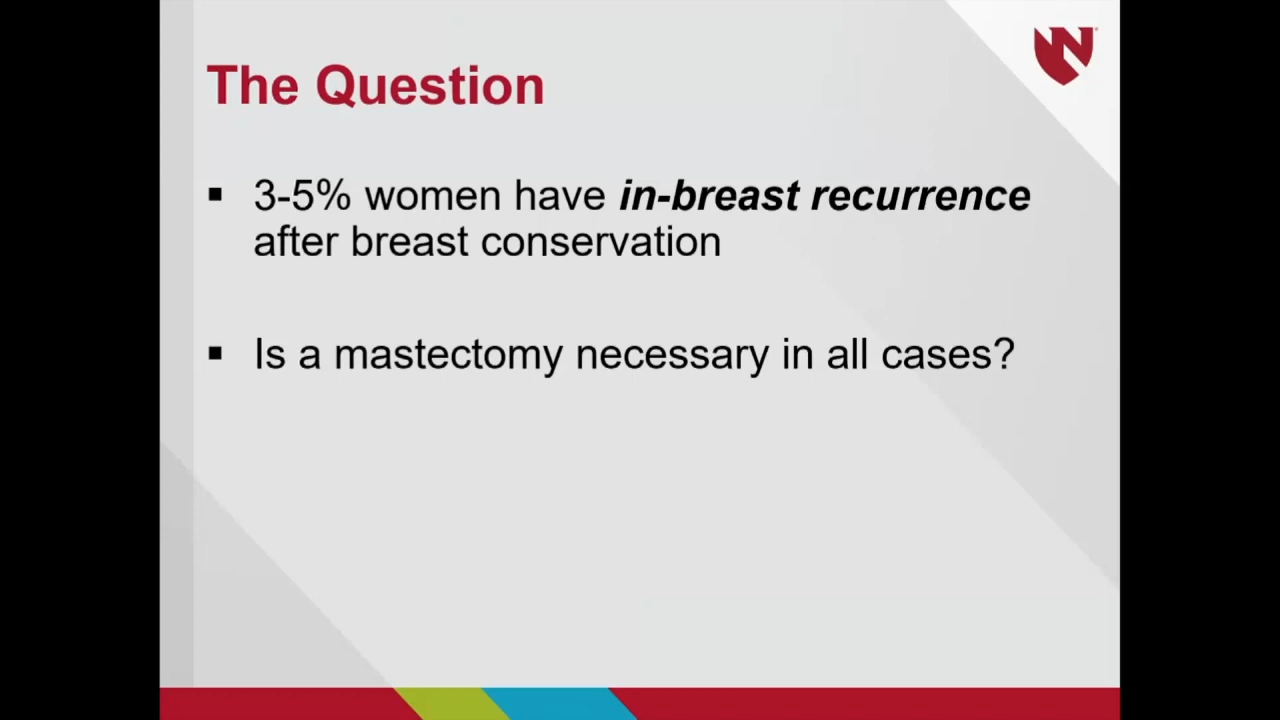 The Question
▪ 3-5% women have in-breast recurrence
after breast conservation
▪ Is a mastectomy necessary in all cases?